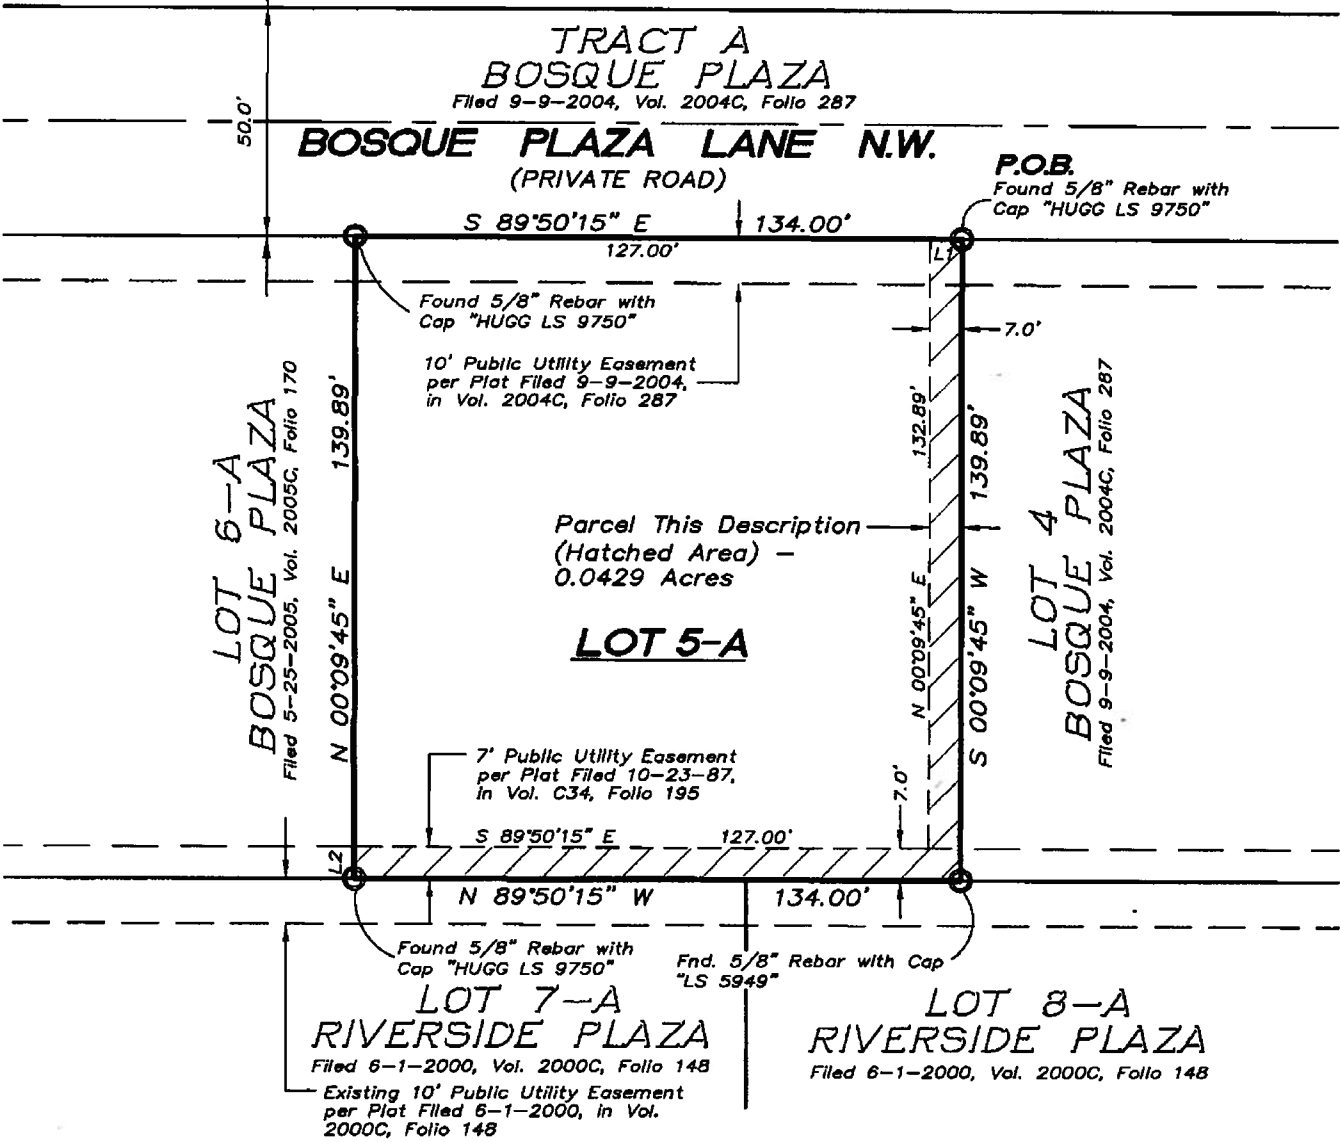 TRACT A
BOSQUE PLAZA
Filed 9-9-2004, Vol. 2004C, Folio 287
50.0'
BOSQUE PLAZA LANE N.W.
(PRIVATE ROAD)
P.O.B.
Found 5/8" Rebar with
Cap "HUGG LS 9750"
S 89°50'15" E 134.00'
127.00'
L1
Found 5/8" Rebar with
Cap "HUGG LS 9750"
7.0'
10' Public Utility Easement
per Plat Filed 9-9-2004,
in Vol. 2004C, Folio 287
LOT 6-A
BOSQUE PLAZA
Filed 5-25-2005, Vol. 2005C, Folio 170
N 00°09'45" E 139.89'
N 00°09'45" E 132.89'
S 00°09'45" W 139.89'
LOT 4
BOSQUE PLAZA
Filed 9-9-2004, Vol. 2004C, Folio 287
Parcel This Description
(Hatched Area) -
0.0429 Acres
LOT 5-A
7' Public Utility Easement
per Plat Filed 10-23-87,
in Vol. C34, Folio 195
7.0'
S 89°50'15" E 127.00'
L2
N 89°50'15" W 134.00'
Found 5/8" Rebar with
Cap "HUGG LS 9750"
Fnd. 5/8" Rebar with Cap
"LS 5949"
LOT 7-A
RIVERSIDE PLAZA
Filed 6-1-2000, Vol. 2000C, Folio 148
LOT 8-A
RIVERSIDE PLAZA
Filed 6-1-2000, Vol. 2000C, Folio 148
Existing 10' Public Utility Easement
per Plat Filed 6-1-2000, in Vol.
2000C, Folio 148